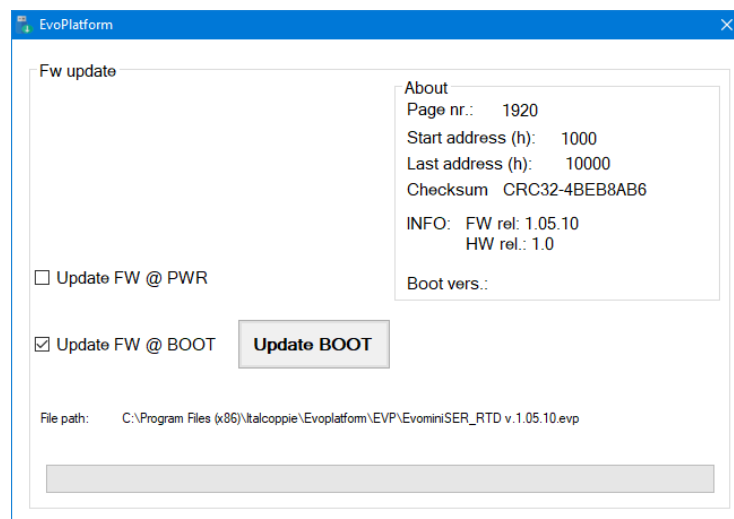 EvoPlatform
Fw update
About
Page nr.: 1920
Start address (h): 1000
Last address (h): 10000
Checksum CRC32-4BEB8AB6
INFO: FW rel: 1.05.10
HW rel.: 1.0
Boot vers.:
Update FW @ PWR
Update FW @ BOOT
Update BOOT
File path: C:\Program Files (x86)\Italcoppie\Evoplatform\EVP\EvominiSER_RTD v.1.05.10.evp